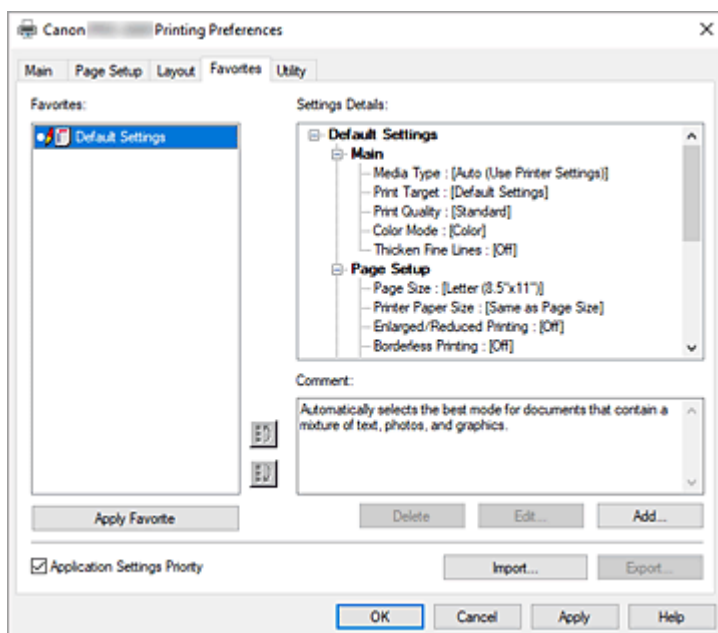 Canon Printing Preferences
Main Page Setup Layout Favorites Utility
Favorites:
Default Settings
Settings Details:
Default Settings
Main
Media Type : [Auto (Use Printer Settings)]
Print Target : [Default Settings]
Print Quality : [Standard]
Color Mode : [Color]
Thicken Fine Lines : [Off]
Page Setup
Page Size : [Letter (8.5"x11")]
Printer Paper Size : [Same as Page Size]
Enlarged/Reduced Printing : [Off]
Borderless Printing : [Off]
Comment:
Automatically selects the best mode for documents that contain a
mixture of text, photos, and graphics.
Apply Favorite
Delete Edit... Add...
Application Settings Priority
Import... Export...
OK Cancel Apply Help